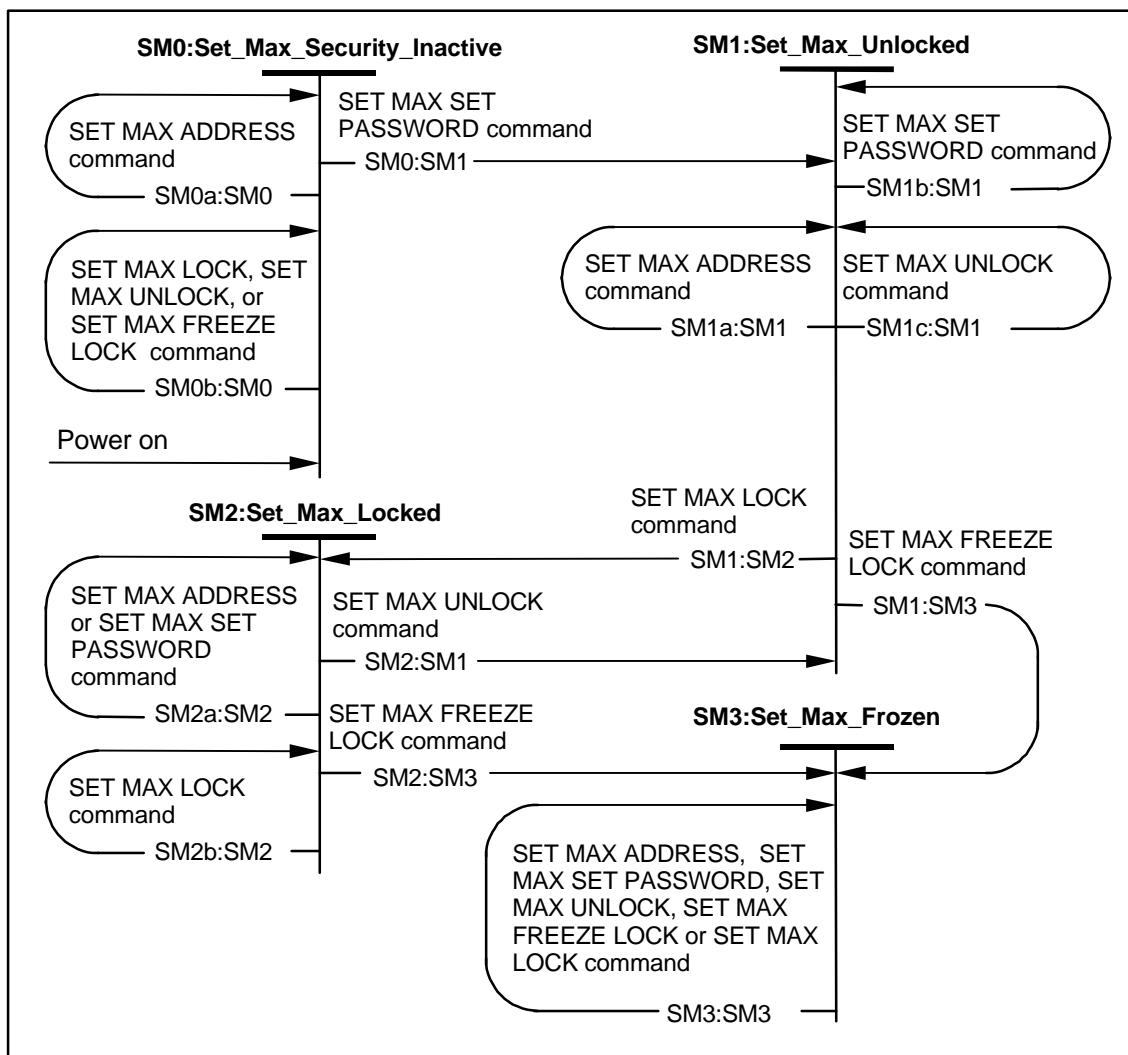 SM0:Set_Max_Security_Inactive
SET MAX ADDRESS
command
SM0a:SM0
SET MAX SET
PASSWORD command
SM0:SM1
SET MAX LOCK, SET
MAX UNLOCK, or
SET MAX FREEZE
LOCK command
SM0b:SM0
Power on
SM1:Set_Max_Unlocked
SET MAX SET
PASSWORD command
SM1b:SM1
SET MAX ADDRESS
command
SM1a:SM1
SET MAX UNLOCK
command
SM1c:SM1
SET MAX LOCK
command
SM1:SM2
SET MAX FREEZE
LOCK command
SM1:SM3
SM2:Set_Max_Locked
SET MAX ADDRESS
or SET MAX SET
PASSWORD
command
SM2a:SM2
SET MAX UNLOCK
command
SM2:SM1
SET MAX FREEZE
LOCK command
SM2:SM3
SET MAX LOCK
command
SM2b:SM2
SM3:Set_Max_Frozen
SET MAX ADDRESS, SET
MAX SET PASSWORD, SET
MAX UNLOCK, SET MAX
FREEZE LOCK or SET MAX
LOCK command
SM3:SM3